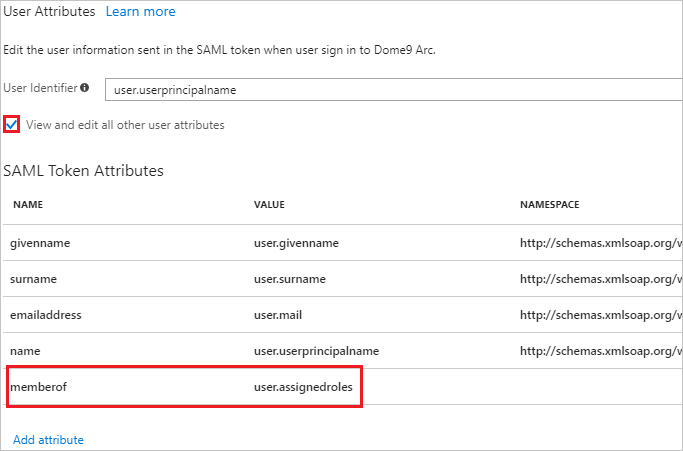 User Attributes Learn more
Edit the user information sent in the SAML token when user sign in to Dome9 Arc.
User Identifier user.userprincipalname
View and edit all other user attributes
SAML Token Attributes
NAME VALUE NAMESPACE
givenname user.givenname http://schemas.xmlsoap.org/w
surname user.surname http://schemas.xmlsoap.org/w
emailaddress user.mail http://schemas.xmlsoap.org/w
name user.userprincipalname http://schemas.xmlsoap.org/w
memberof user.assignedroles
Add attribute